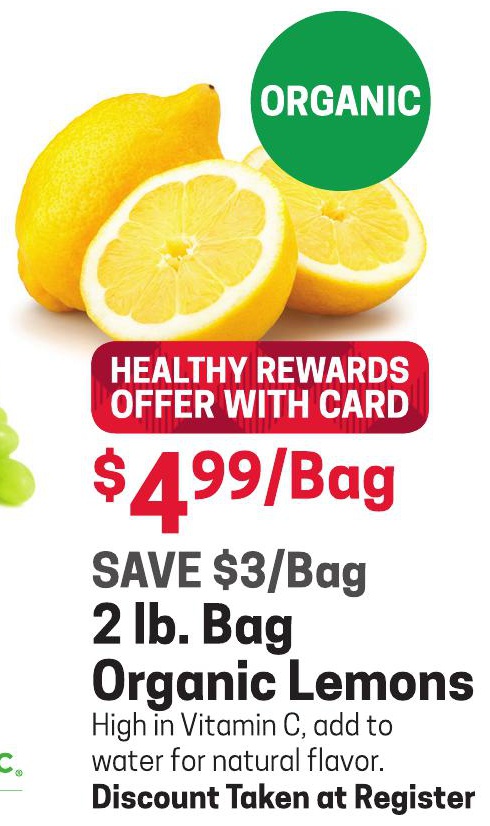 ORGANIC
HEALTHY REWARDS
OFFER WITH CARD
$4.99/Bag
SAVE $3/Bag
2 lb. Bag
Organic Lemons
High in Vitamin C, add to
water for natural flavor.
C®
Discount Taken at Register